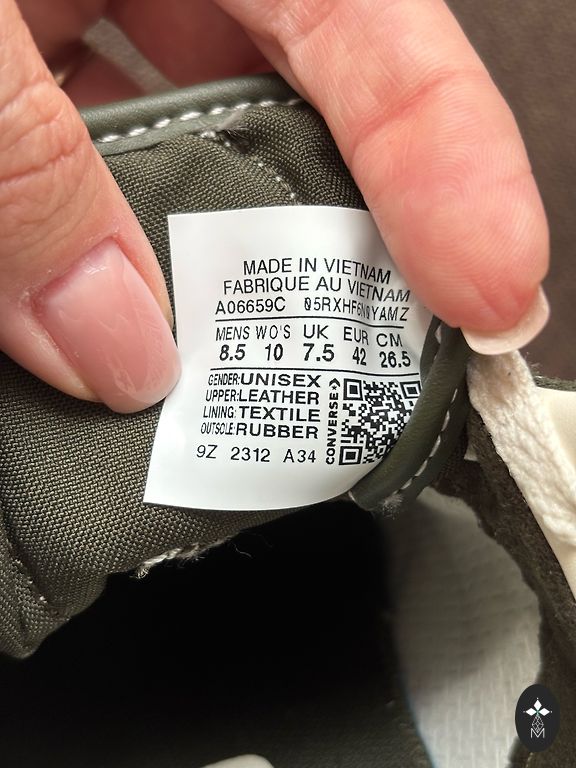 MADE IN VIETNAM
FABRIQUE AU VIETNAM
A06659C 05RXHF6N0YAMZ
MENS WO'S UK EUR CM
8.5 10 7.5 42 26.5
GENDER:UNISEX
UPPER:LEATHER
LINING:TEXTILE
OUTSOLE:RUBBER
CONVERSE
9Z 2312 A34
M